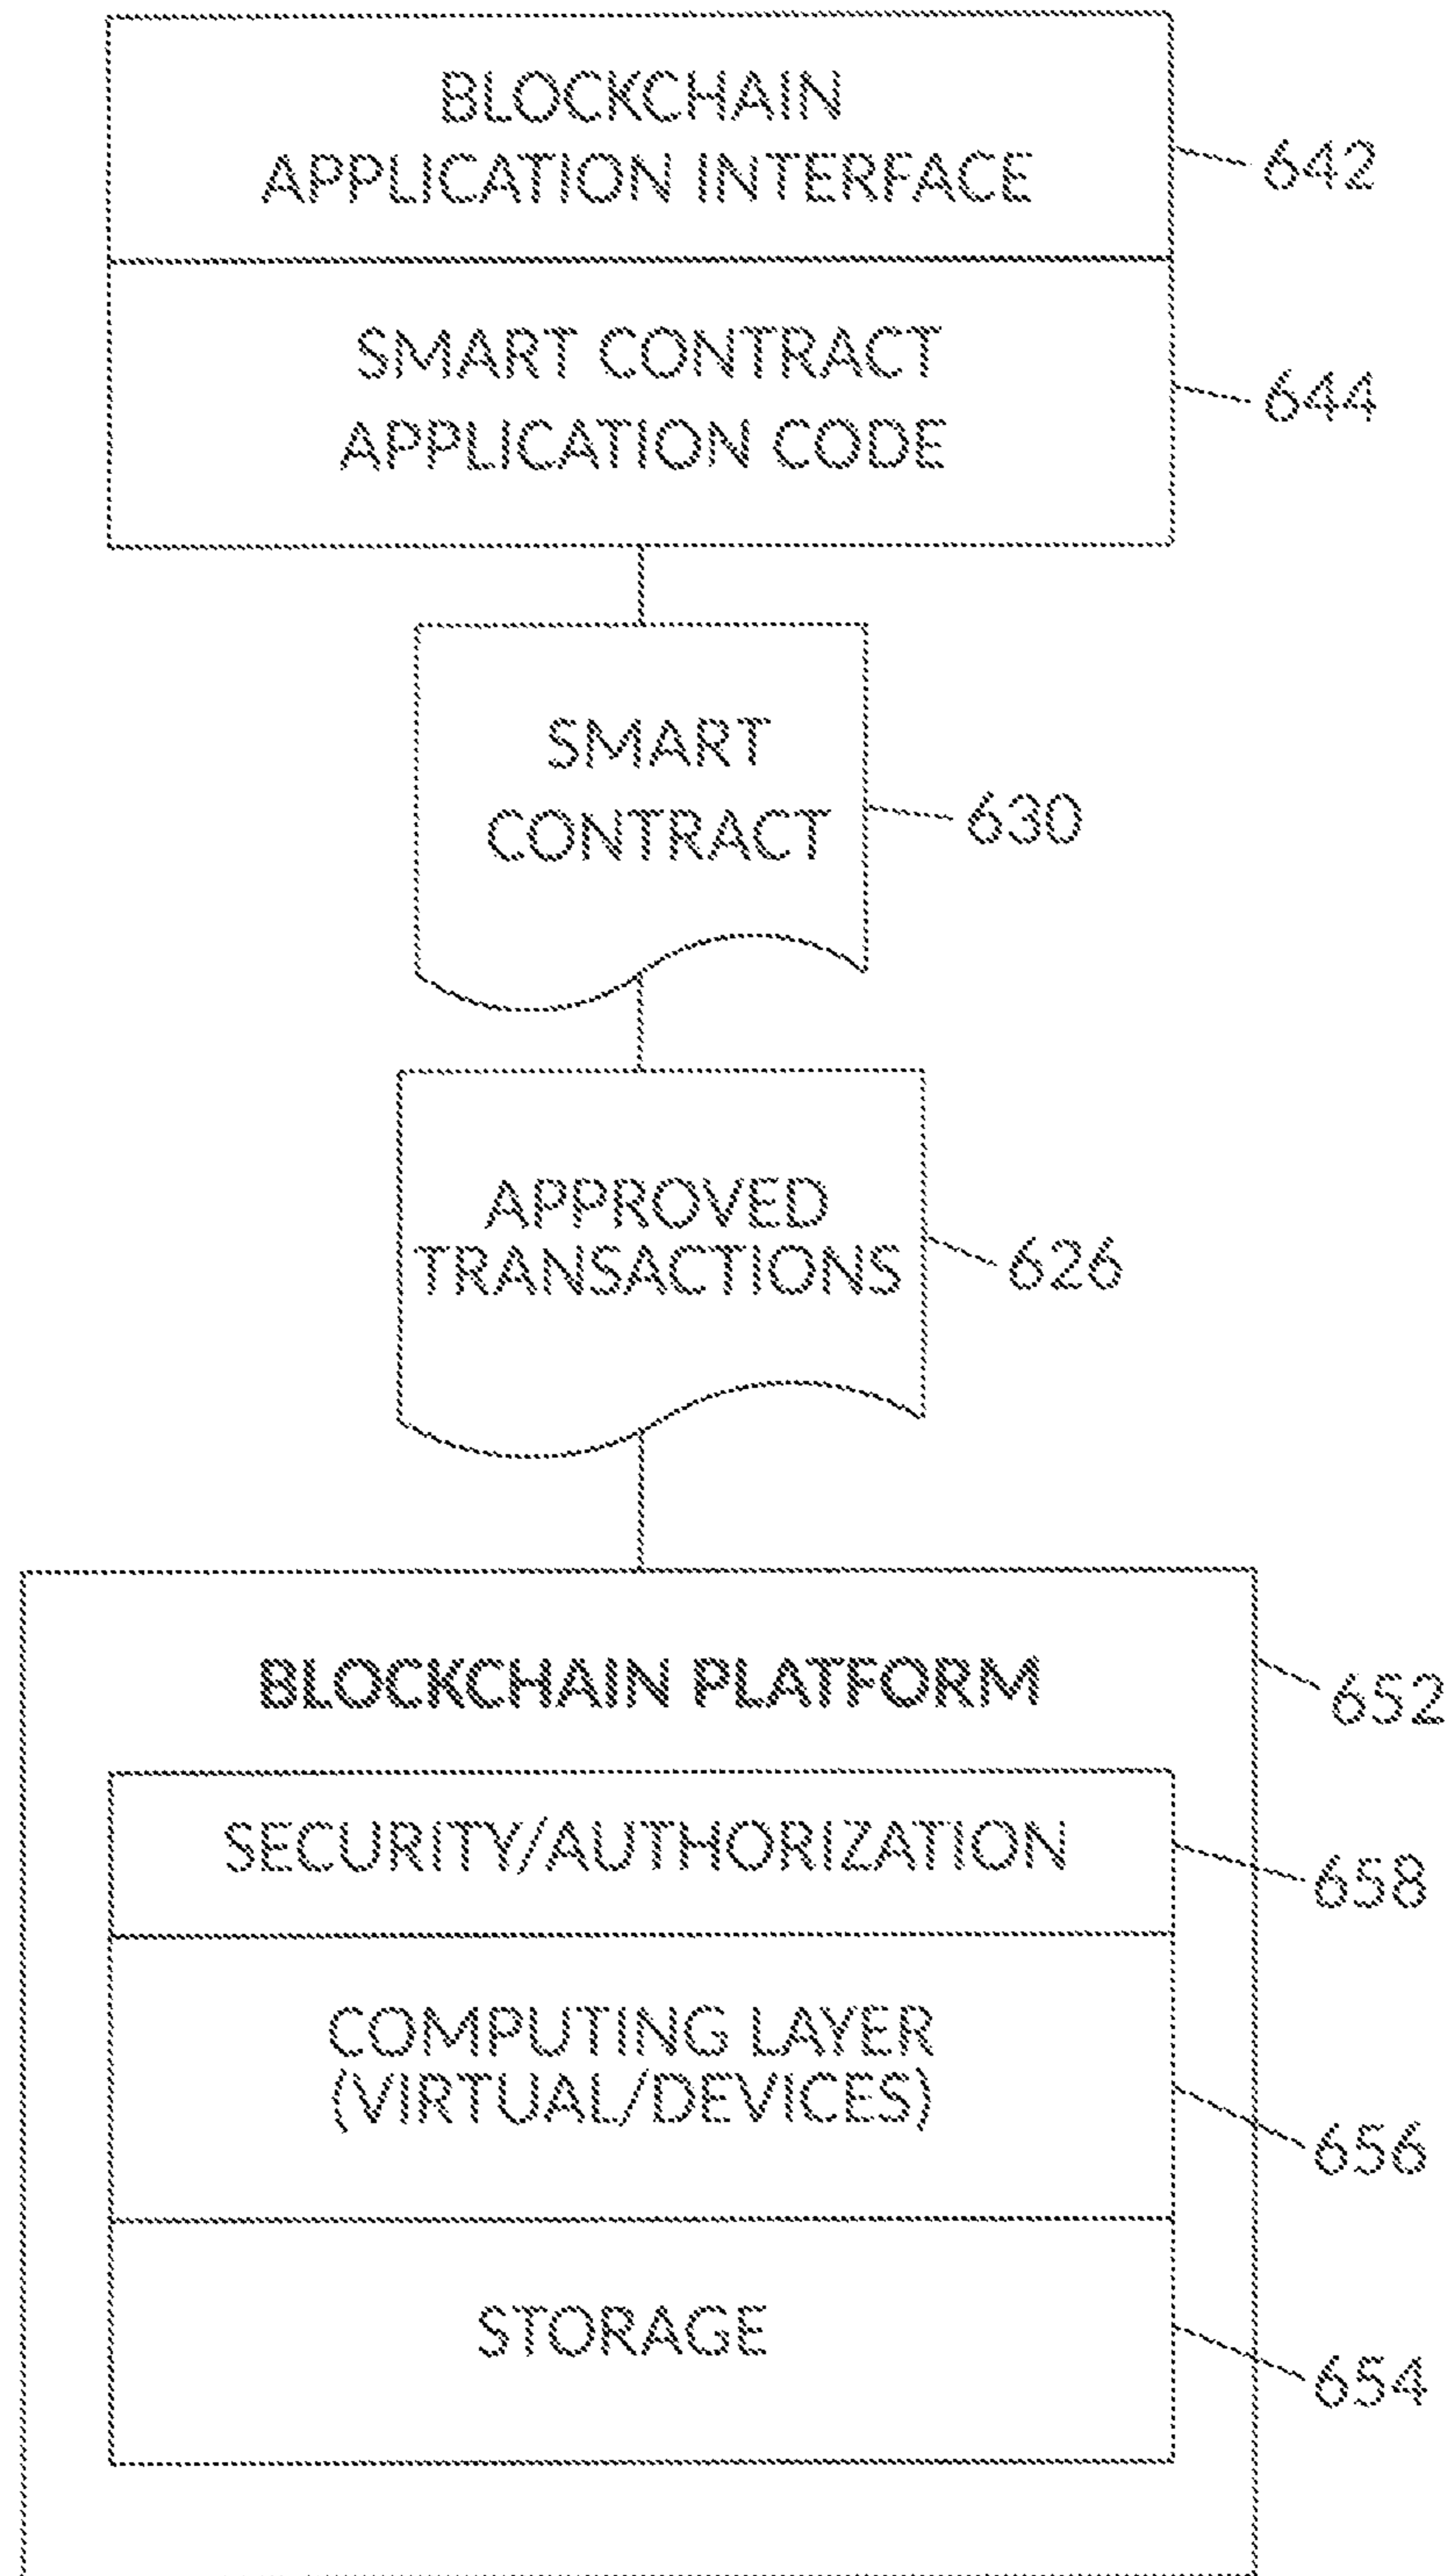 BLOCKCHAIN
APPLICATION INTERFACE
642
SMART CONTRACT
APPLICATION CODE
644
SMART
CONTRACT
630
APPROVED
TRANSACTIONS
626
BLOCKCHAIN PLATFORM
652
SECURITY/AUTHORIZATION
658
COMPUTING LAYER
(VIRTUAL/DEVICES)
656
STORAGE
654